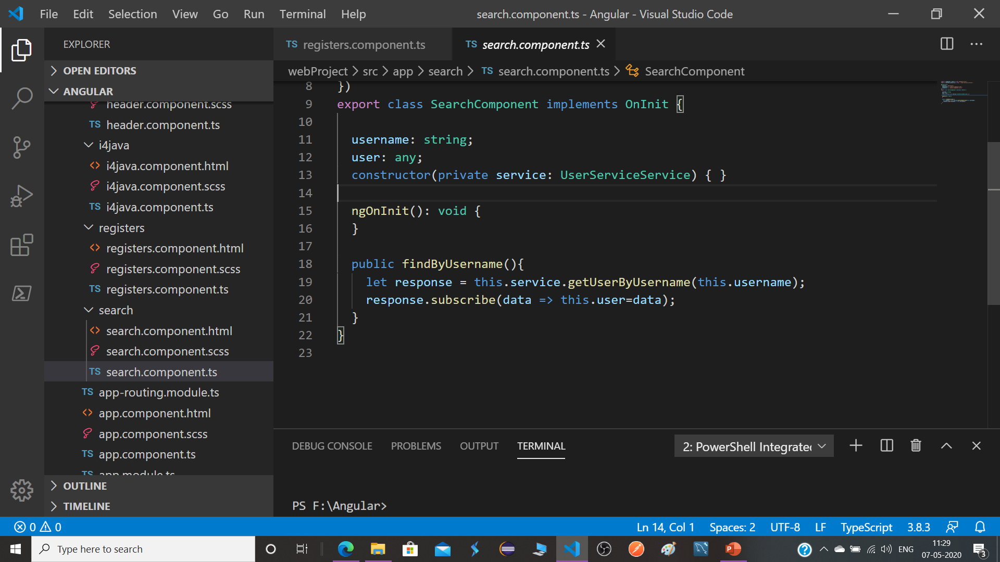 File Edit Selection View Go Run Terminal Help
search.component.ts - Angular - Visual Studio Code
EXPLORER
OPEN EDITORS
ANGULAR
header.component.scss
TS header.component.ts
i4java
<> i4java.component.html
i4java.component.scss
TS i4java.component.ts
registers
<> registers.component.html
registers.component.scss
TS registers.component.ts
search
<> search.component.html
search.component.scss
TS search.component.ts
TS app-routing.module.ts
<> app.component.html
app.component.scss
TS app.component.ts
TS app.module.ts
OUTLINE
TIMELINE
TS registers.component.ts
TS search.component.ts
webProject > src > app > search > TS search.component.ts > SearchComponent
8 })
9 export class SearchComponent implements OnInit {
10
11 username: string;
12 user: any;
13 constructor(private service: UserServiceService) { }
14
15 ngOnInit(): void {
16 }
17
18 public findByUsername(){
19 let response = this.service.getUserByUsername(this.username);
20 response.subscribe(data => this.user=data);
21 }
22 }
23
DEBUG CONSOLE PROBLEMS OUTPUT TERMINAL
2: PowerShell Integrated
PS F:\Angular>
0 0
Ln 14, Col 1 Spaces: 2 UTF-8 LF TypeScript 3.8.3
Type here to search
ENG
11:29
07-05-2020
3